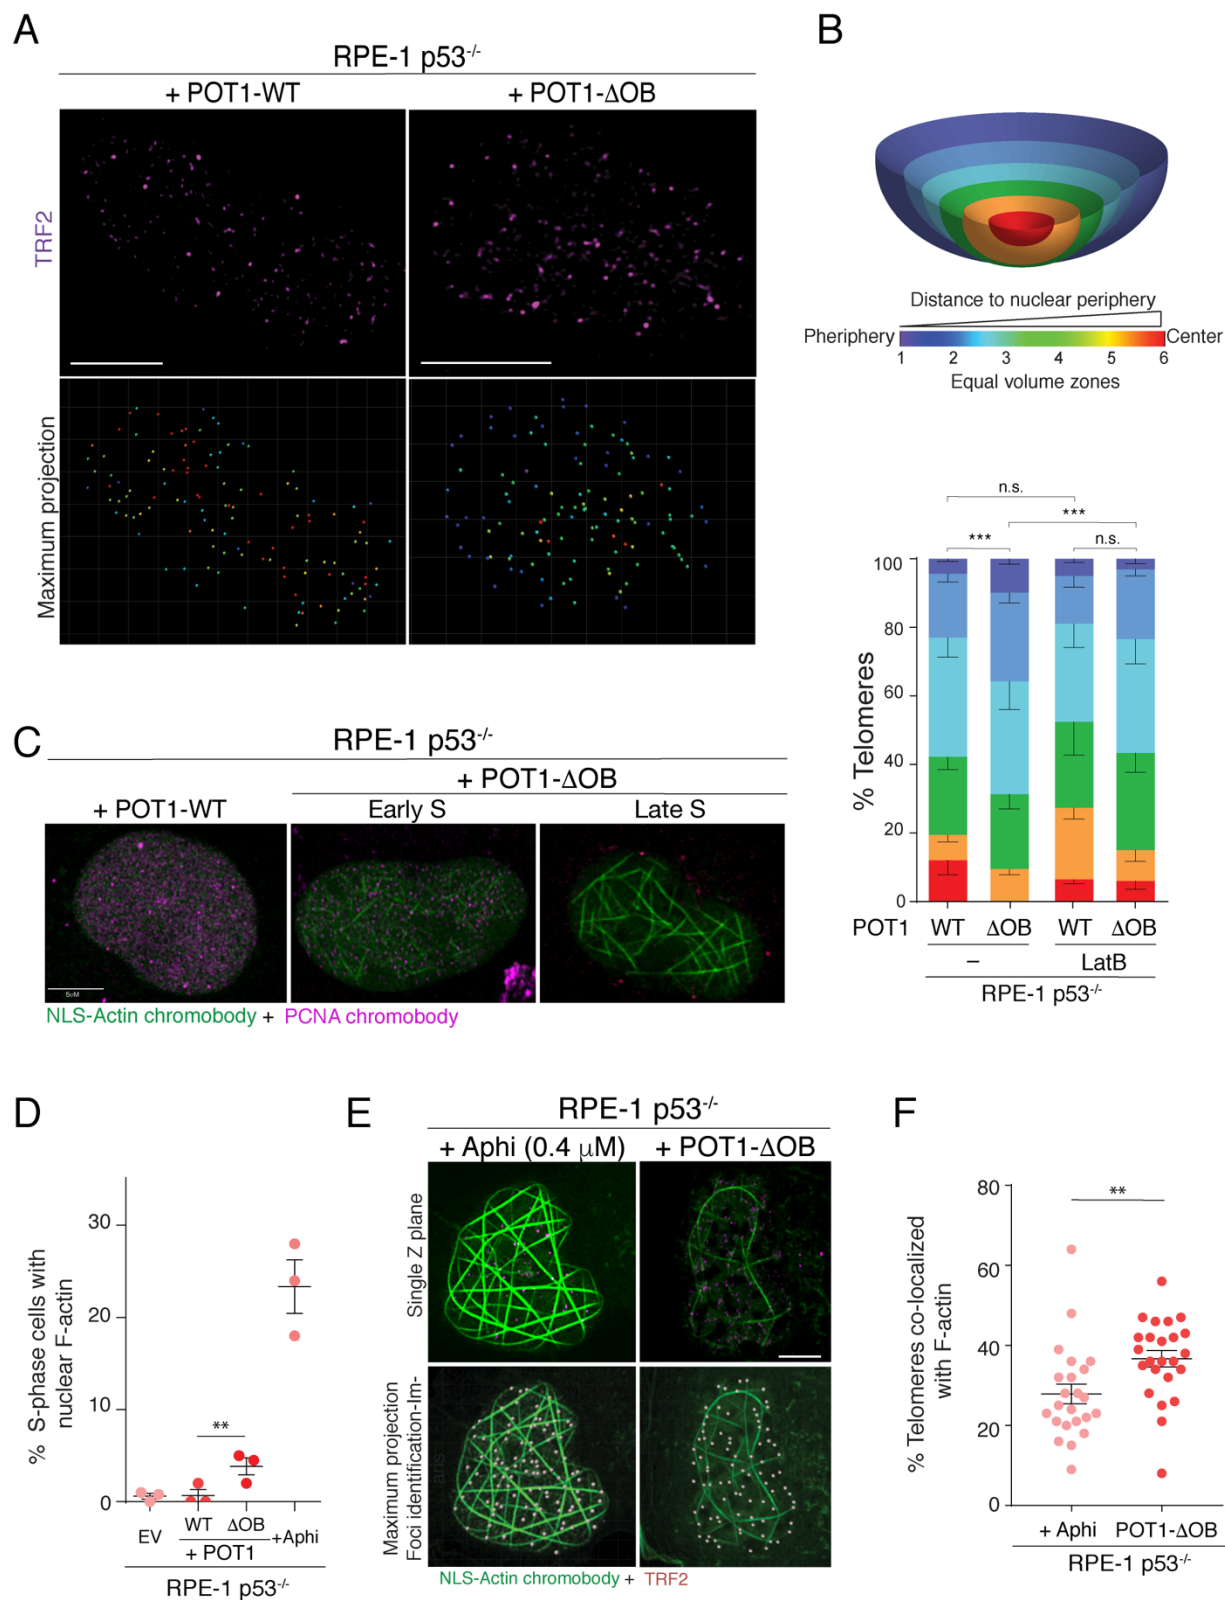 A
RPE-1 p53-/-
+ POT1-WT
+ POT1-ΔOB
TRF2
Maximum projection
B
Distance to nuclear periphery
Pheriphery
Center
1 2 3 4 5 6
Equal volume zones
n.s.
***
***
n.s.
% Telomeres
100
80
60
40
20
0
POT1 WT ΔOB WT ΔOB
– LatB
RPE-1 p53-/-
C
RPE-1 p53-/-
+ POT1-ΔOB
+ POT1-WT
Early S
Late S
NLS-Actin chromobody + PCNA chromobody
D
% S-phase cells with
nuclear F-actin
30
20
10
0
**
EV WT ΔOB +Aphi
+ POT1
RPE-1 p53-/-
E
RPE-1 p53-/-
+ Aphi (0.4 μM)
+ POT1-ΔOB
Single Z plane
Maximum projection
Foci identification-Im-
aris
NLS-Actin chromobody + TRF2
F
% Telomeres co-localized
with F-actin
80
60
40
20
0
**
+ Aphi POT1-ΔOB
RPE-1 p53-/-